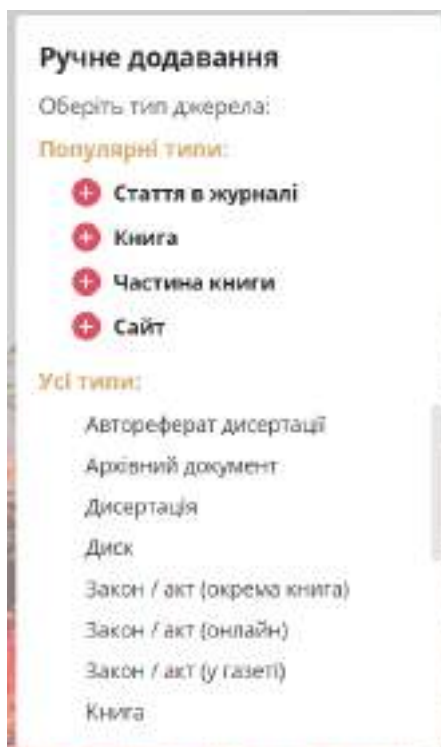 Ручне додавання
Оберіть тип джерела:
Популярні типи:
Стаття в журналі
Книга
Частина книги
Сайт
Усі типи:
Автореферат дисертації
Архівний документ
Дисертація
Диск
Закон / акт (окрема книга)
Закон / акт (онлайн)
Закон / акт (у газеті)
Книга